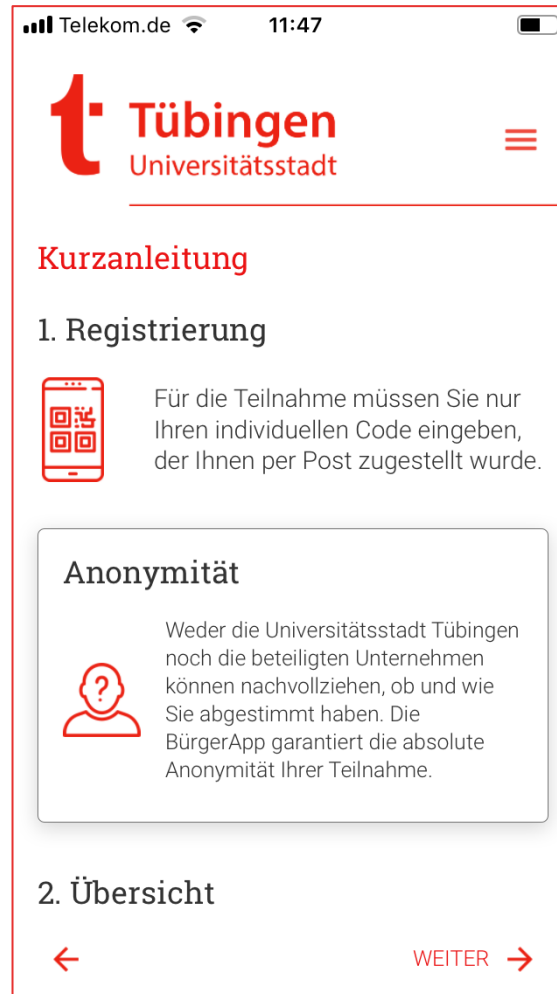 Telekom.de 11:47
t Tübingen
Universitätsstadt
Kurzanleitung
1. Registrierung
Für die Teilnahme müssen Sie nur
Ihren individuellen Code eingeben,
der Ihnen per Post zugestellt wurde.
Anonymität
Weder die Universitätsstadt Tübingen
noch die beteiligten Unternehmen
können nachvollziehen, ob und wie
Sie abgestimmt haben. Die
BürgerApp garantiert die absolute
Anonymität Ihrer Teilnahme.
?
2. Übersicht
WEITER